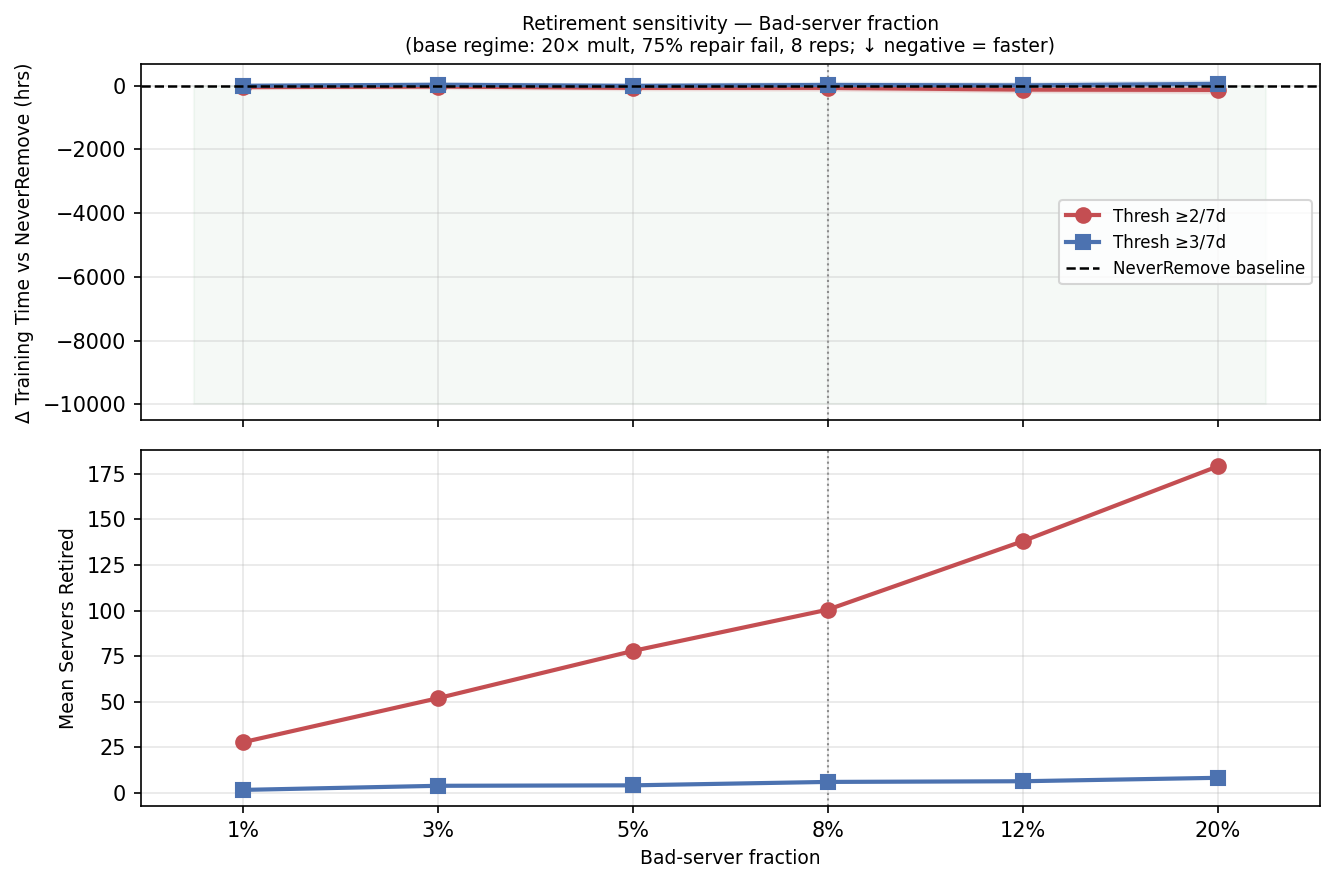 Retirement sensitivity — Bad-server fraction
(base regime: 20× mult, 75% repair fail, 8 reps; ↓ negative = faster)
Δ Training Time vs NeverRemove (hrs)
0
−2000
−4000
−6000
−8000
−10000
Thresh ≥2/7d
Thresh ≥3/7d
NeverRemove baseline
Mean Servers Retired
175
150
125
100
75
50
25
0
1% 3% 5% 8% 12% 20%
Bad-server fraction